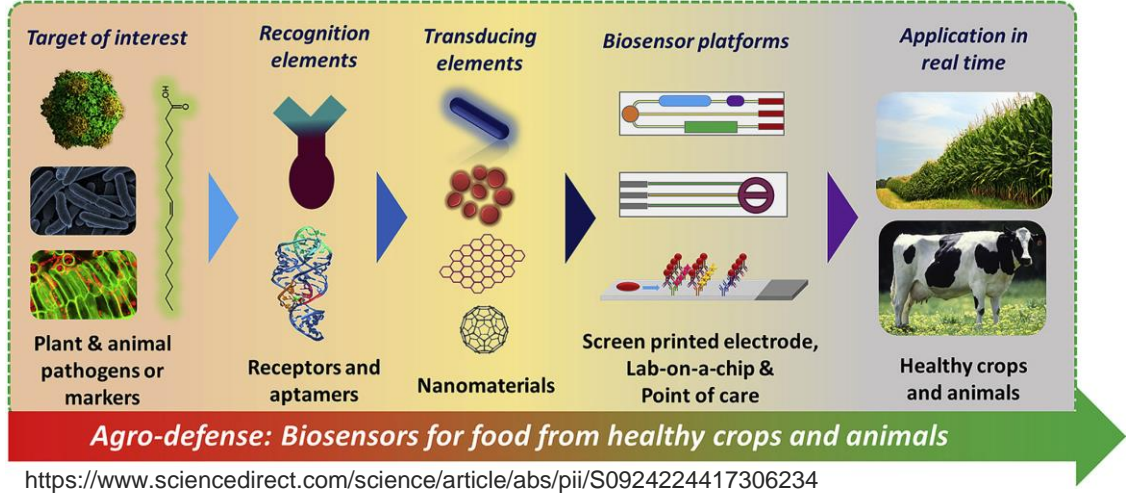 Target of interest
Recognition
elements
Transducing
elements
Biosensor platforms
Application in
real time
OH
O
Plant & animal
pathogens or
markers
Receptors and
aptamers
Nanomaterials
Screen printed electrode,
Lab-on-a-chip &
Point of care
Healthy crops
and animals
Agro-defense: Biosensors for food from healthy crops and animals
https://www.sciencedirect.com/science/article/abs/pii/S0924224417306234